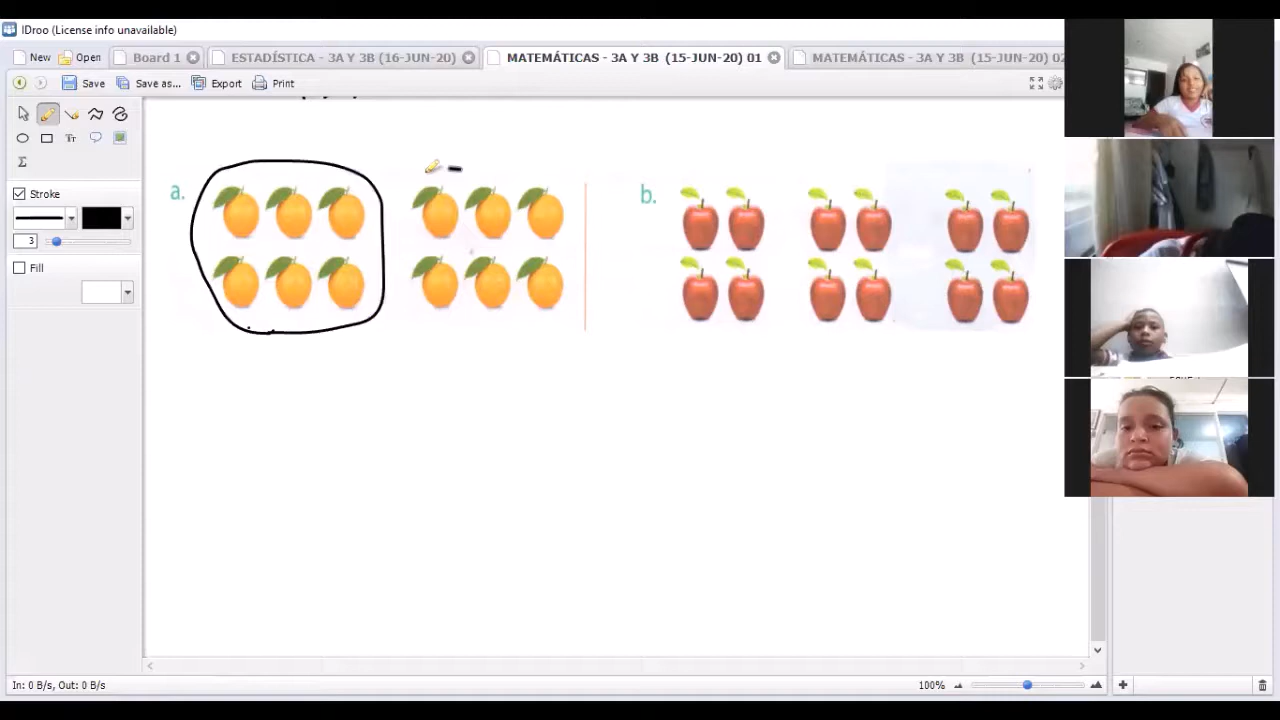 IDroo (License info unavailable)
New Open Board 1 ESTADÍSTICA - 3A Y 3B (16-JUN-20) MATEMÁTICAS - 3A Y 3B (15-JUN-20) 01 MATEMÁTICAS - 3A Y 3B (15-JUN-20) 02
Save Save as... Export Print
Tr
Σ
Stroke
3
Fill
a. b.
In: 0 B/s, Out: 0 B/s 100%